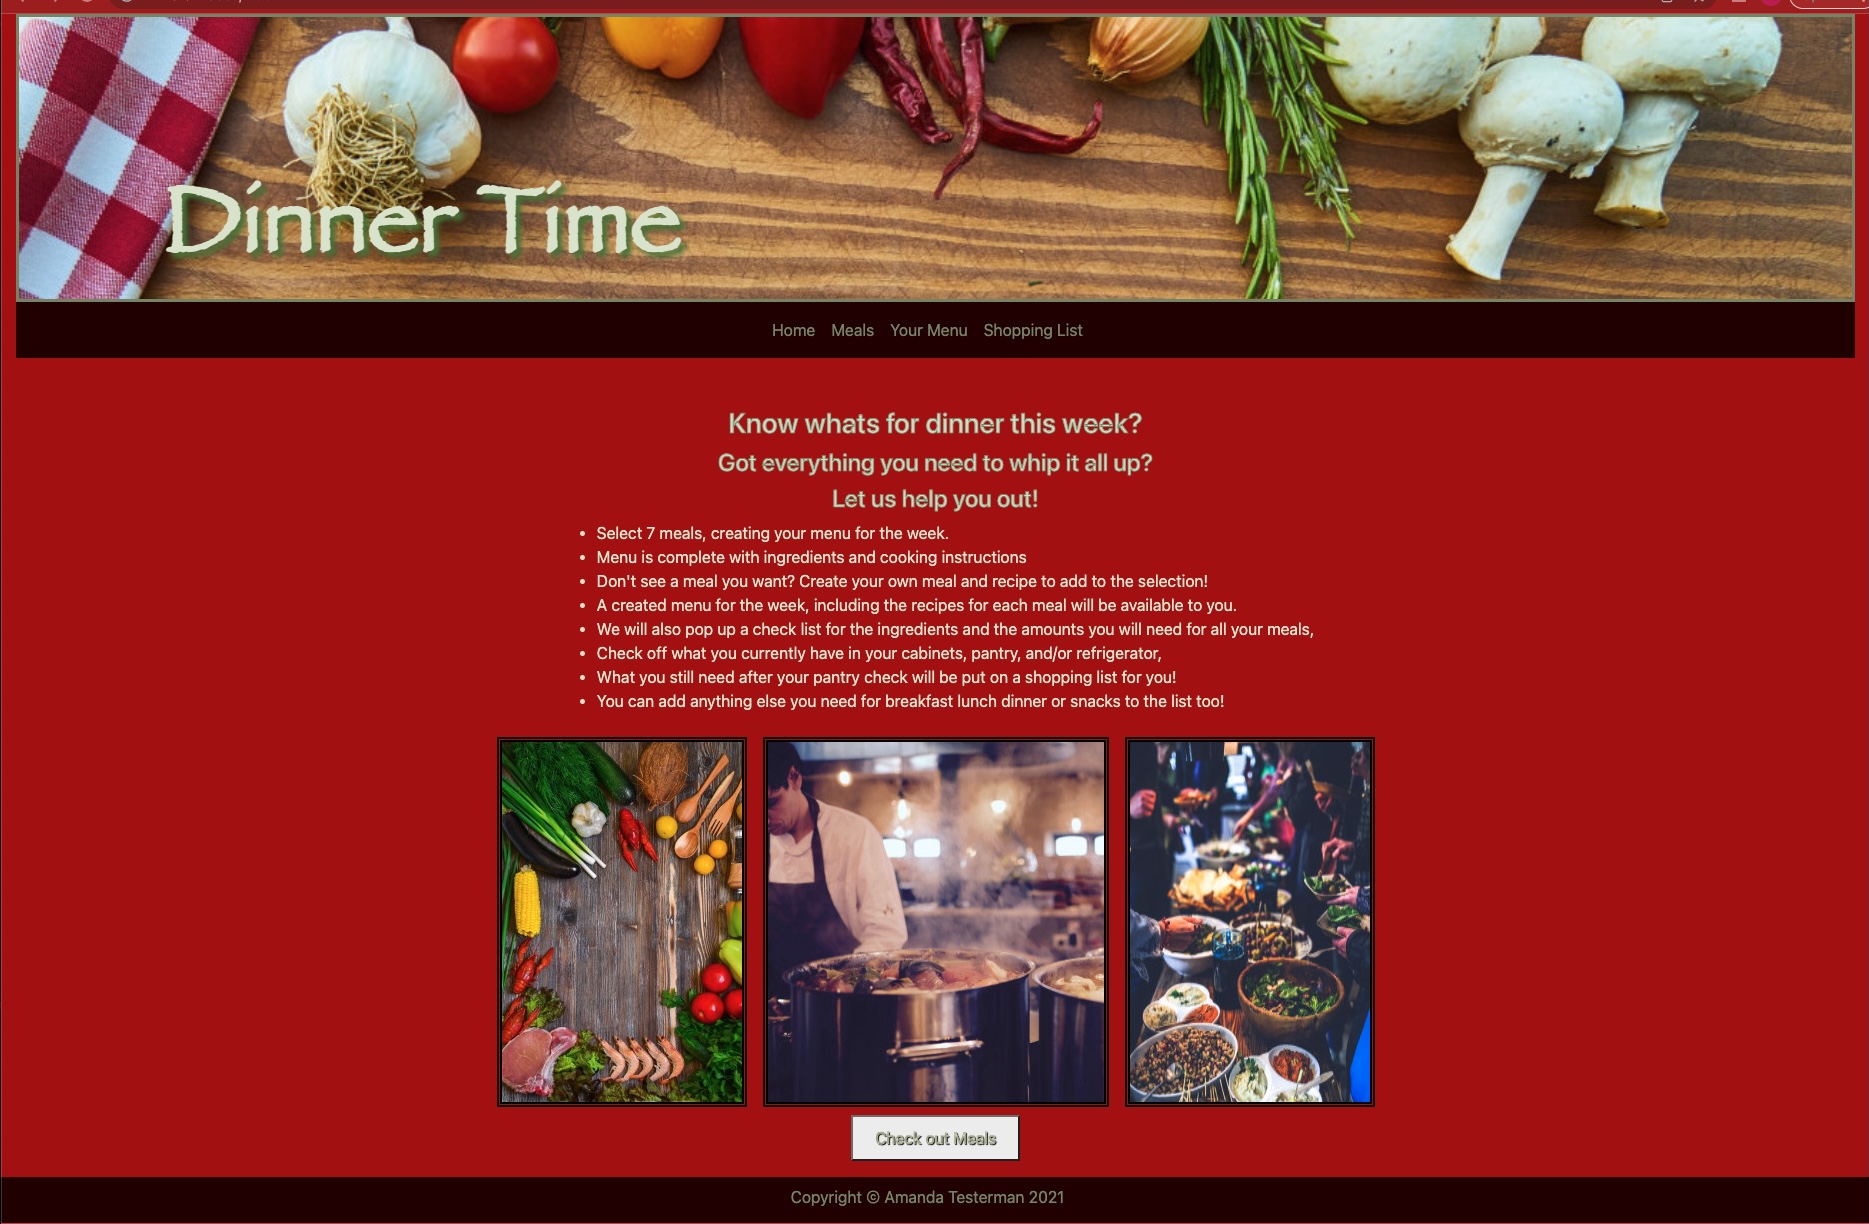 Dinner Time
Home Meals Your Menu Shopping List
Know whats for dinner this week?
Got everything you need to whip it all up?
Let us help you out!
• Select 7 meals, creating your menu for the week.
• Menu is complete with ingredients and cooking instructions
• Don't see a meal you want? Create your own meal and recipe to add to the selection!
• A created menu for the week, including the recipes for each meal will be available to you.
• We will also pop up a check list for the ingredients and the amounts you will need for all your meals,
• Check off what you currently have in your cabinets, pantry, and/or refrigerator,
• What you still need after your pantry check will be put on a shopping list for you!
• You can add anything else you need for breakfast lunch dinner or snacks to the list too!
Check out Meals
Copyright © Amanda Testerman 2021